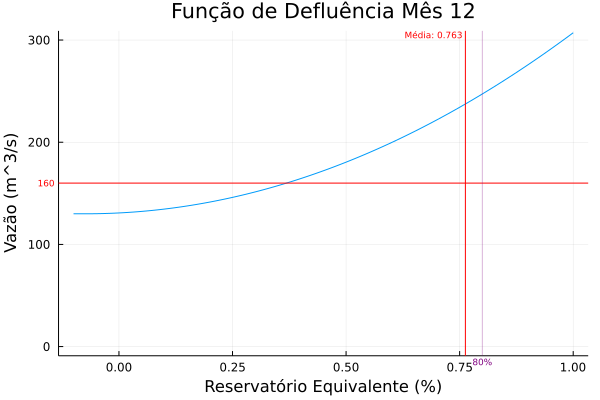 Função de Defluência Mês 12
Média: 0.763
300
200
160
100
0
Vazão (m^3/s)
0.00
0.25
0.50
0.75
80%
1.00
Reservatório Equivalente (%)